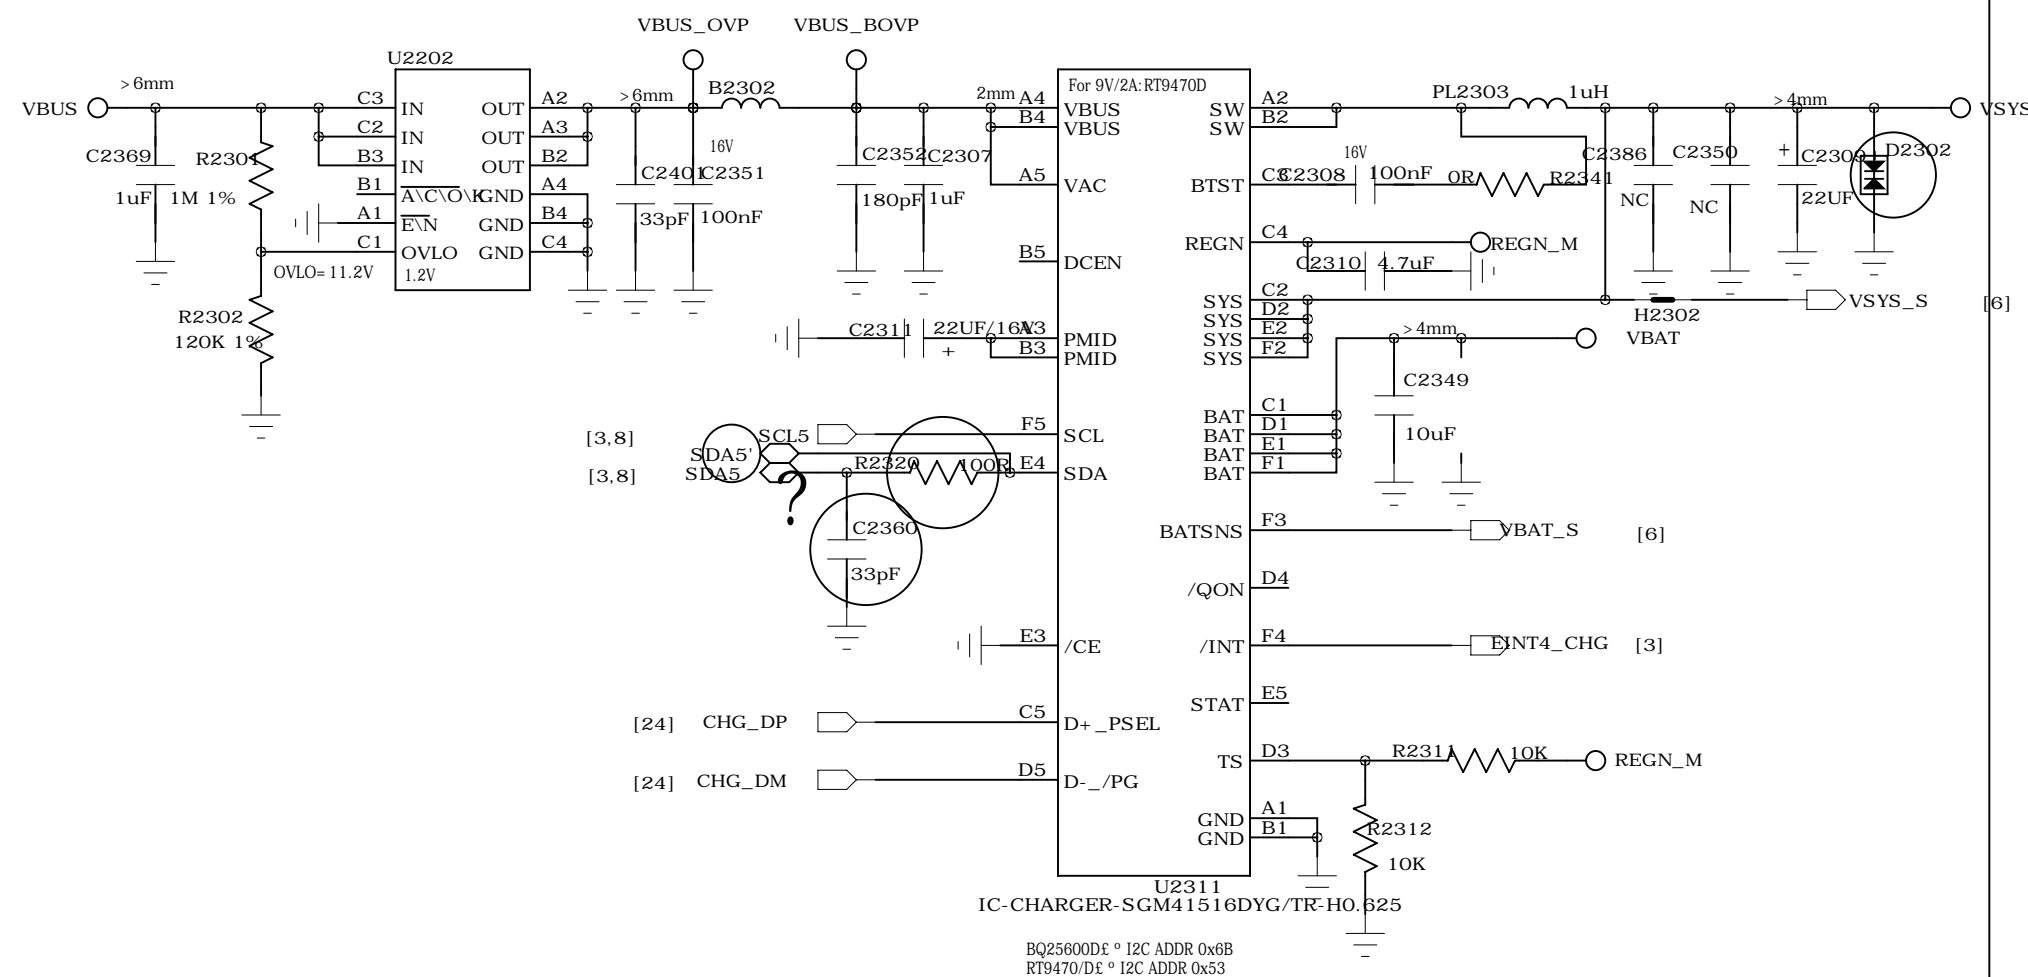 VBUS_OVP
VBUS_BOVP
U2202
>6mm
VBUS
C3
IN
OUT
A2
>6mm
B2302
2mm
A4
VBUS
For 9V/2A:RT9470D
SW
A2
PL2303
1uH
>4mm
VSYS
C2
IN
OUT
A3
B4
VBUS
SW
B2
C2369
R2301
B3
IN
OUT
B2
16V
C2401
C2351
C2352
C2307
16V
C2386
C2350
+
C2309
D2302
1uF
1M 1%
B1
A\C\O\K
GND
A4
33pF
100nF
180pF
1uF
A5
VAC
BTST
C3
C2308
100nF
0R
R2341
NC
NC
22UF
A1
E\N
GND
B4
C1
OVLO
GND
C4
OVLO=11.2V
1.2V
REGN
C4
REGN_M
B5
DCEN
C2310
4.7uF
R2302
120K 1%
SYS
C2
VSYS_S
[6]
SYS
D2
H2302
C2311
22UF/16V
+
A3
PMID
SYS
E2
>4mm
VBAT
B3
PMID
SYS
F2
C2349
10uF
BAT
C1
BAT
D1
BAT
E1
BAT
F1
[3,8]
SCL5
F5
SCL
SDA5'
[3,8]
SDA5
?
R2320
100R
E4
SDA
C2360
33pF
BATSNS
F3
VBAT_S
[6]
/QON
D4
E3
/CE
/INT
F4
EINT4_CHG
[3]
STAT
E5
[24]
CHG_DP
C5
D+_PSEL
[24]
CHG_DM
D5
D-_/PG
TS
D3
R2311
10K
REGN_M
GND
A1
GND
B1
R2312
10K
U2311
IC-CHARGER-SGM41516DYG/TR-H0.625
BQ25600D£ º I2C ADDR 0x6B
RT9470/D£ º I2C ADDR 0x53